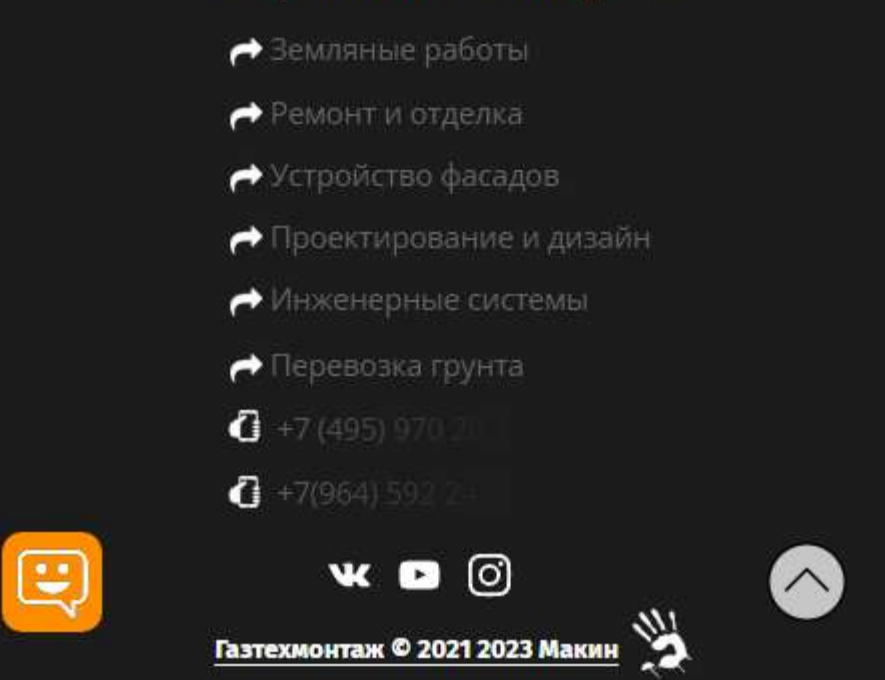 Земляные работы
Ремонт и отделка
Устройство фасадов
Проектирование и дизайн
Инженерные системы
Перевозка грунта
+7 (495) 970
+7(964) 592
Газтехмонтаж © 2021 2023 Макин